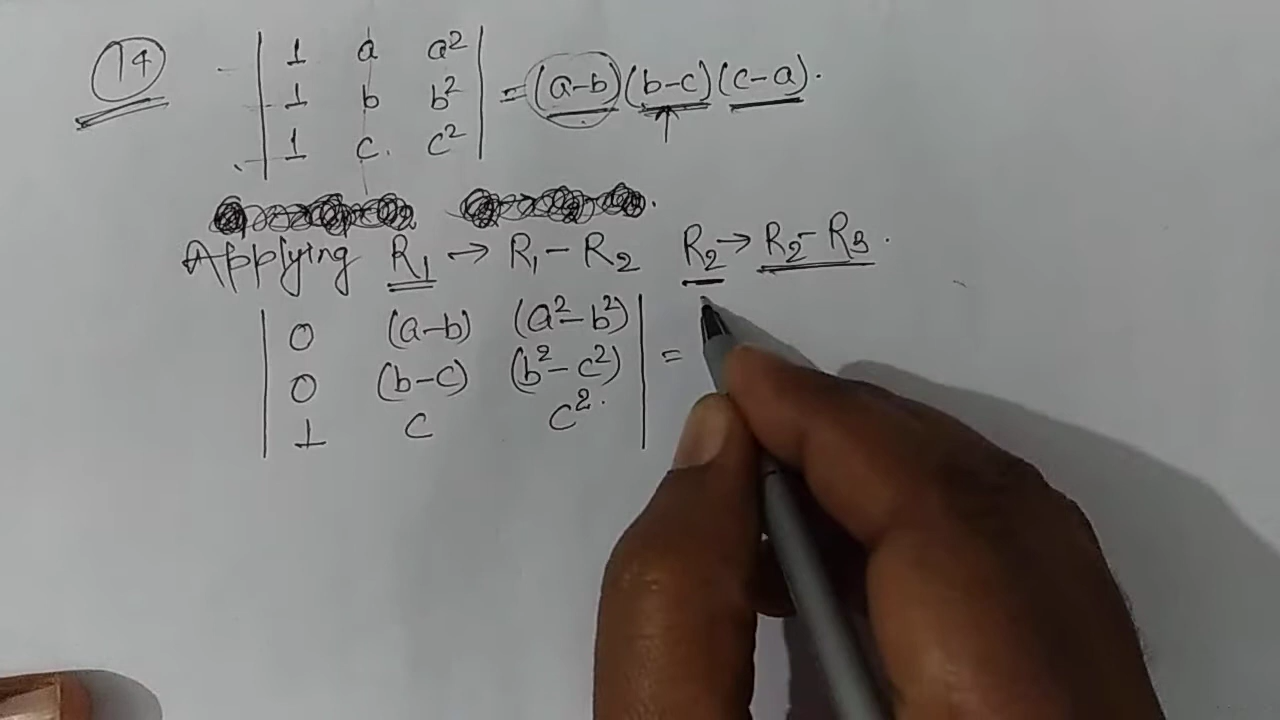 14
| 1 a a² |
| 1 b b² | = (a-b) (b-c) (c-a).
| 1 c. c² |
Applying R₁ → R₁ - R₂ R₂ → R₂ - R₃.
| 0 (a-b) (a²-b²) |
| 0 (b-c) (b²-c²) | =
| 1 c c². |